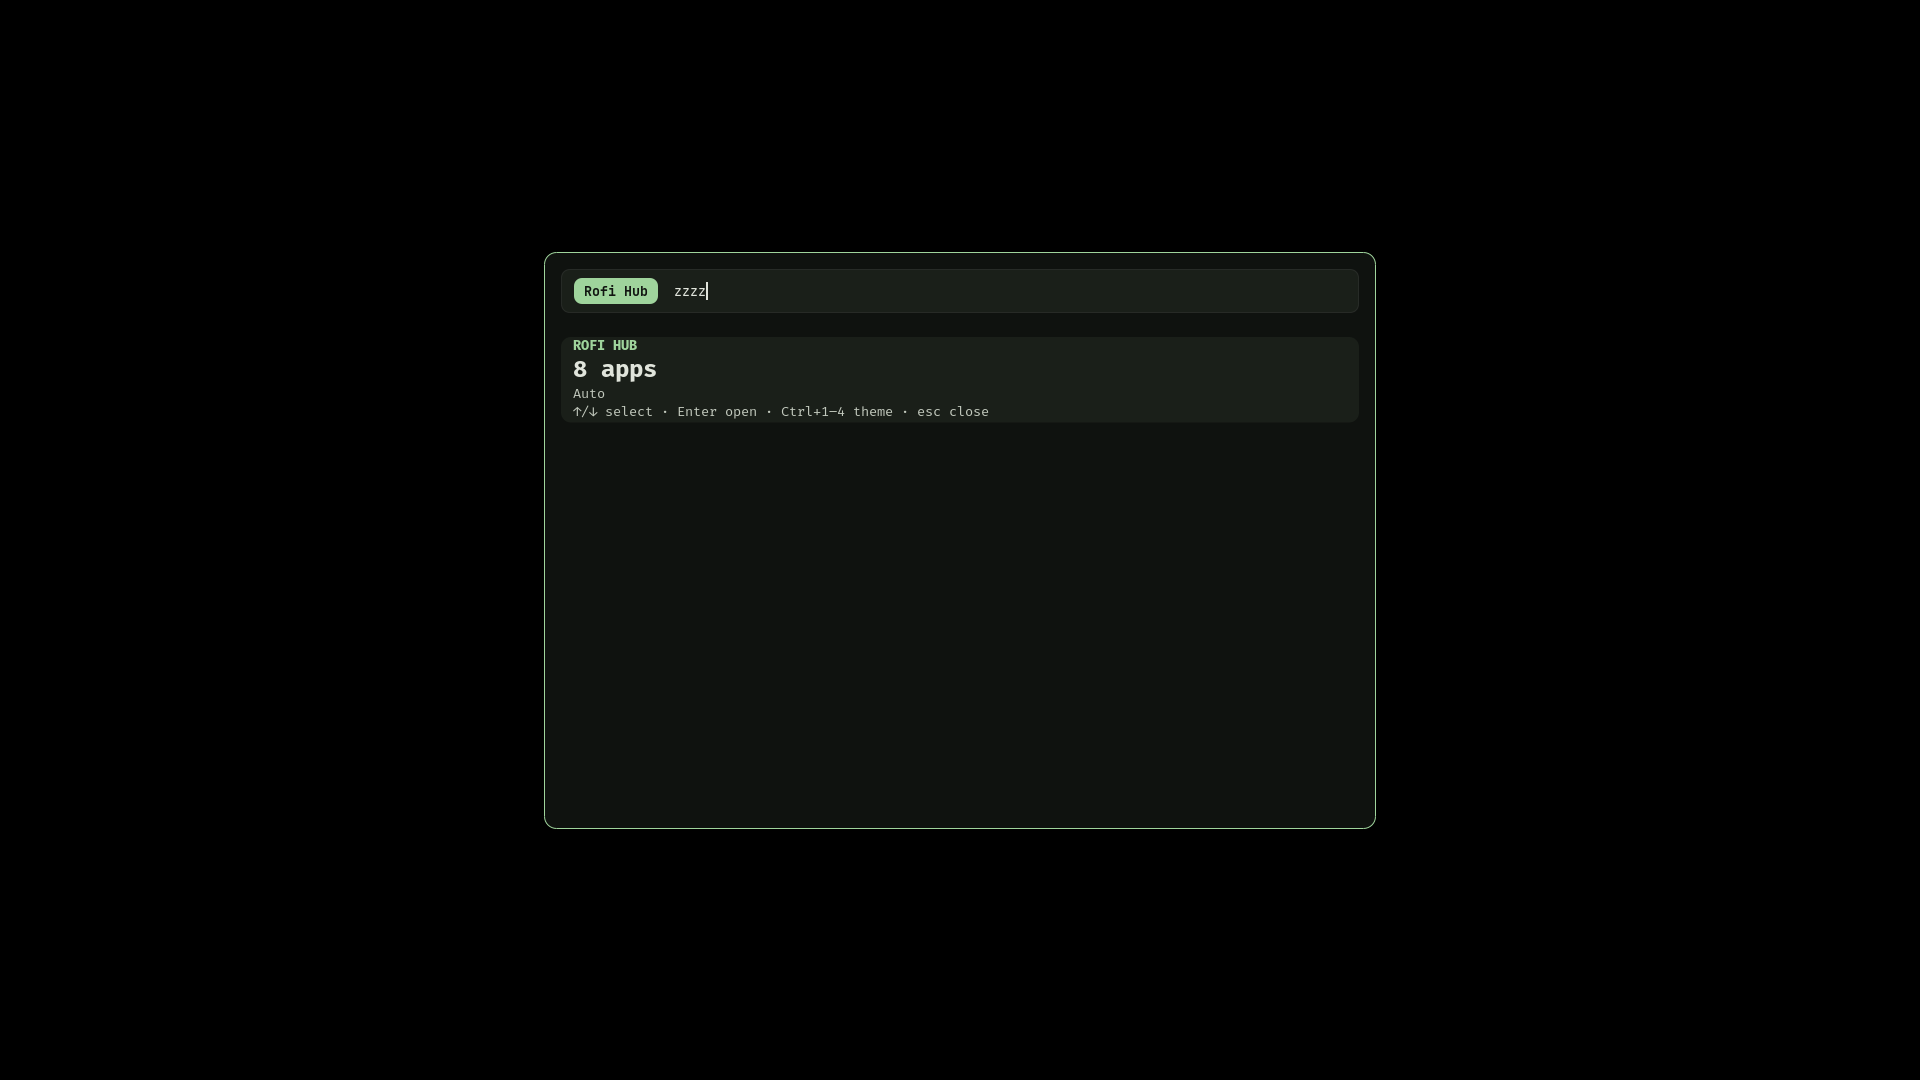 Rofi Hub zzzz
ROFI HUB
8 apps
Auto
↑/↓ select · Enter open · Ctrl+1–4 theme · esc close